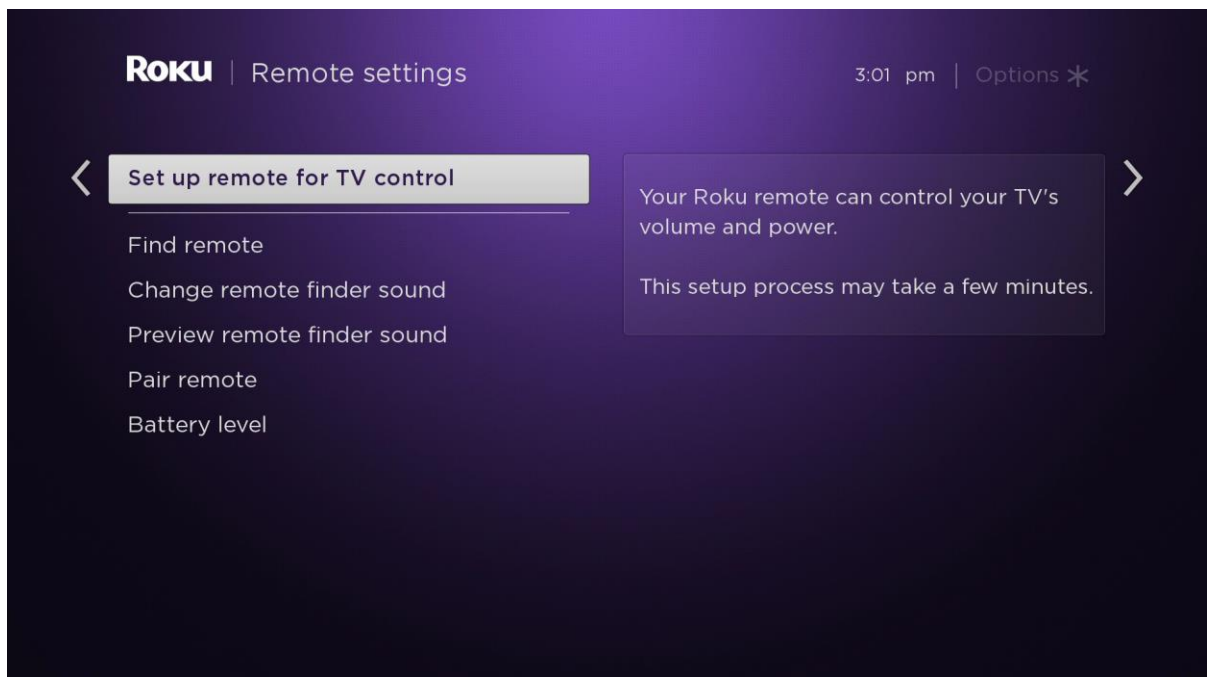 Roku | Remote settings
3:01 pm | Options
Set up remote for TV control
Find remote
Change remote finder sound
Preview remote finder sound
Pair remote
Battery level
Your Roku remote can control your TV's
volume and power.
This setup process may take a few minutes.